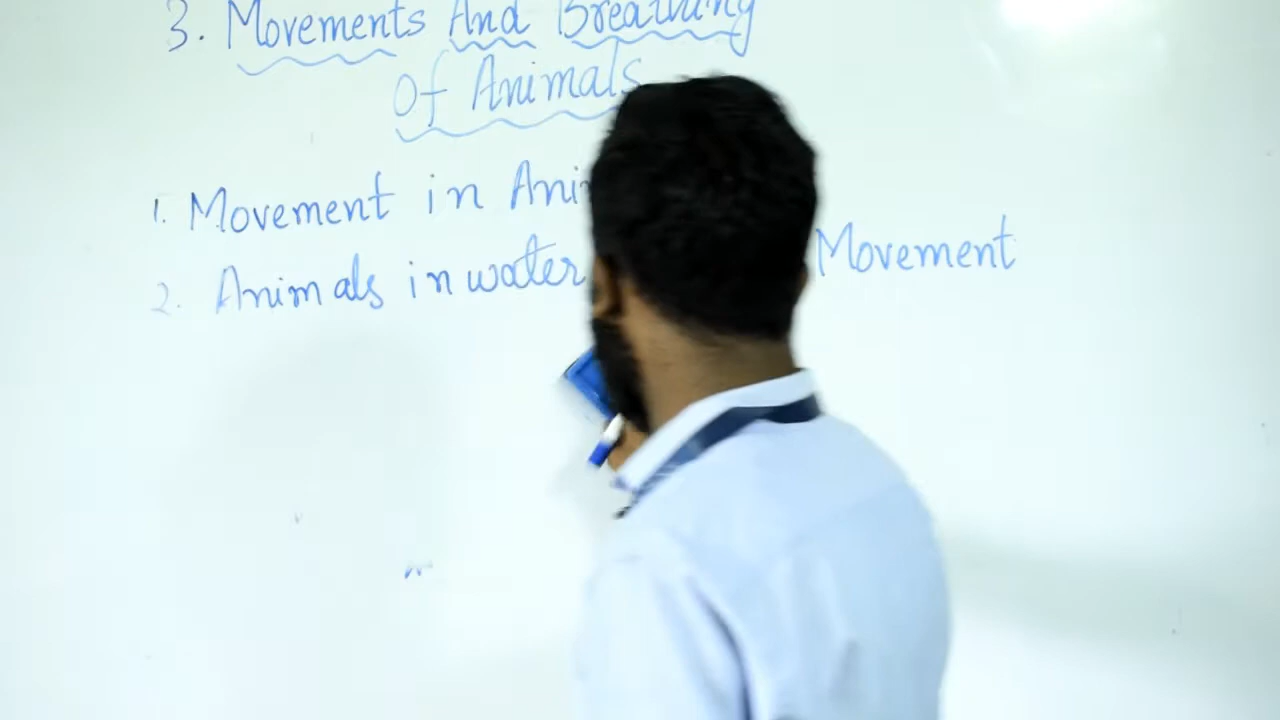 3. Movements And Breathing
Of Animals
1. Movement in Ani
2. Animals in water Movement